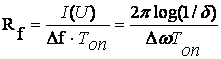 R_f = I(U) / (Δf · T_ON) = 2π log(1/δ) / (Δω T_ON)